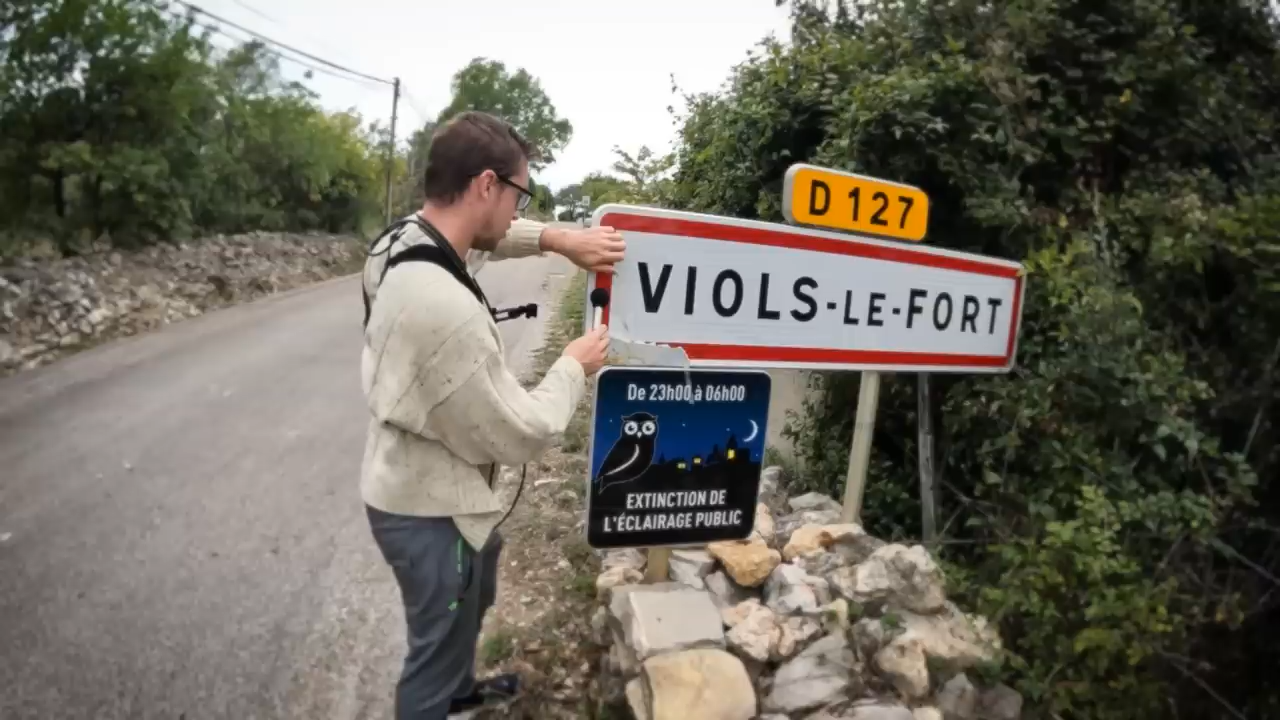 D 127
VIOLS-LE-FORT
De 23h00 à 06h00
EXTINCTION DE
L'ÉCLAIRAGE PUBLIC